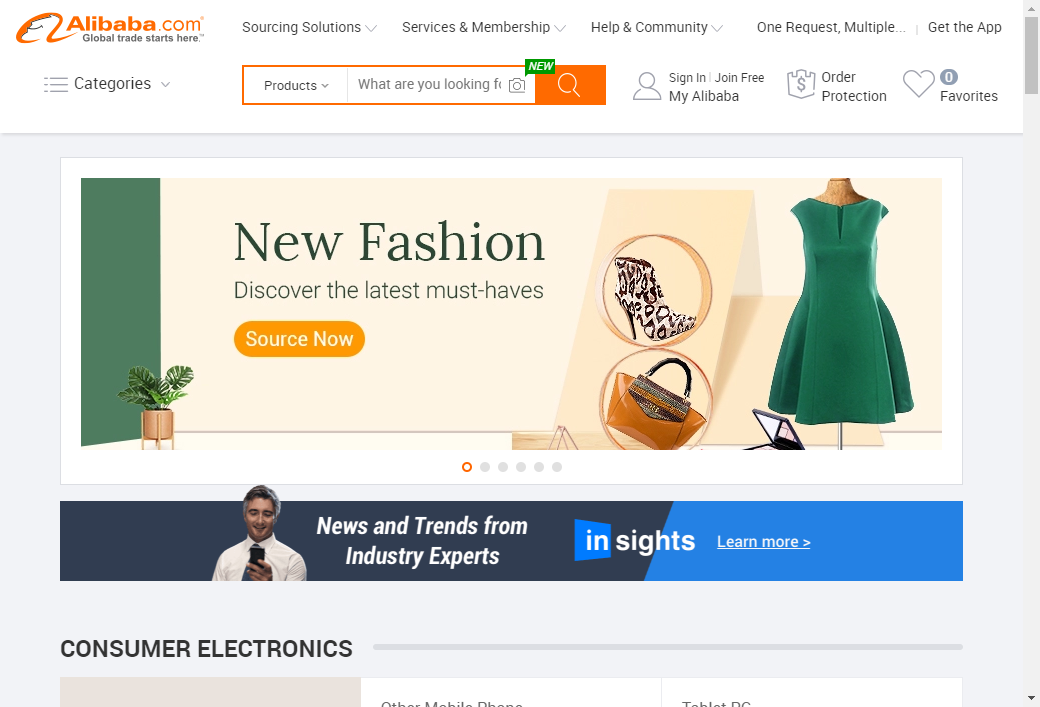 Alibaba.com
Global trade starts here.™
Sourcing Solutions
Services & Membership
Help & Community
One Request, Multiple...
Get the App
Categories
Products
What are you looking fo
NEW
Sign In
Join Free
My Alibaba
Order
Protection
0
Favorites
New Fashion
Discover the latest must-haves
Source Now
News and Trends from
Industry Experts
in sights
Learn more >
CONSUMER ELECTRONICS
Other Mobile Phone
Tablet PC